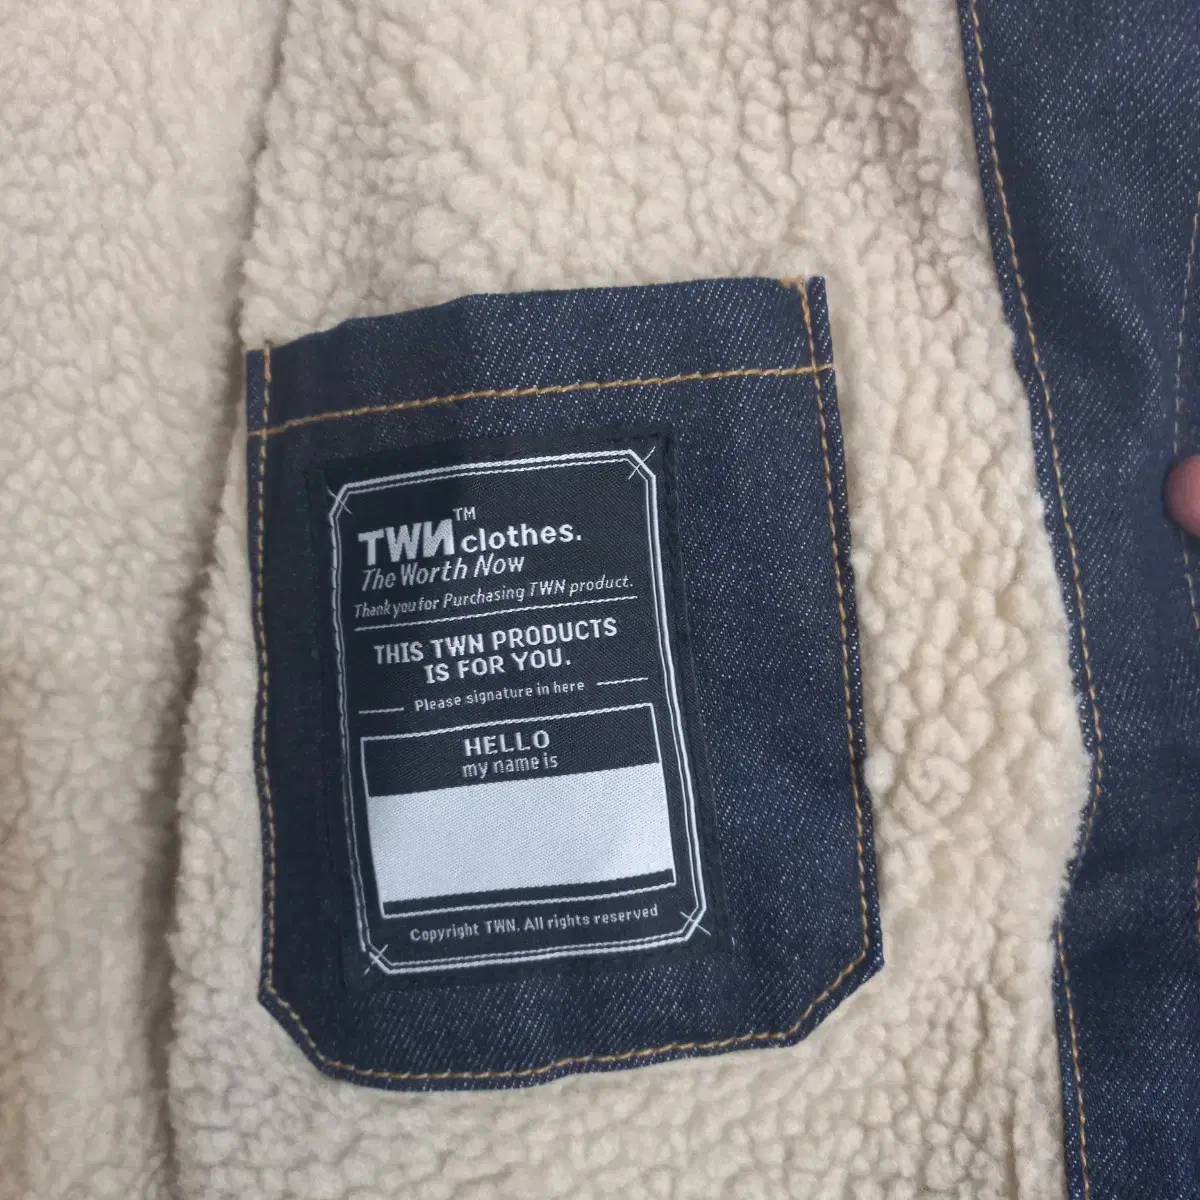 TWN™ clothes.
The Worth Now
Thank you for Purchasing TWN product.
THIS TWN PRODUCTS
IS FOR YOU.
Please signature in here
HELLO
my name is
Copyright TWN. All rights reserved